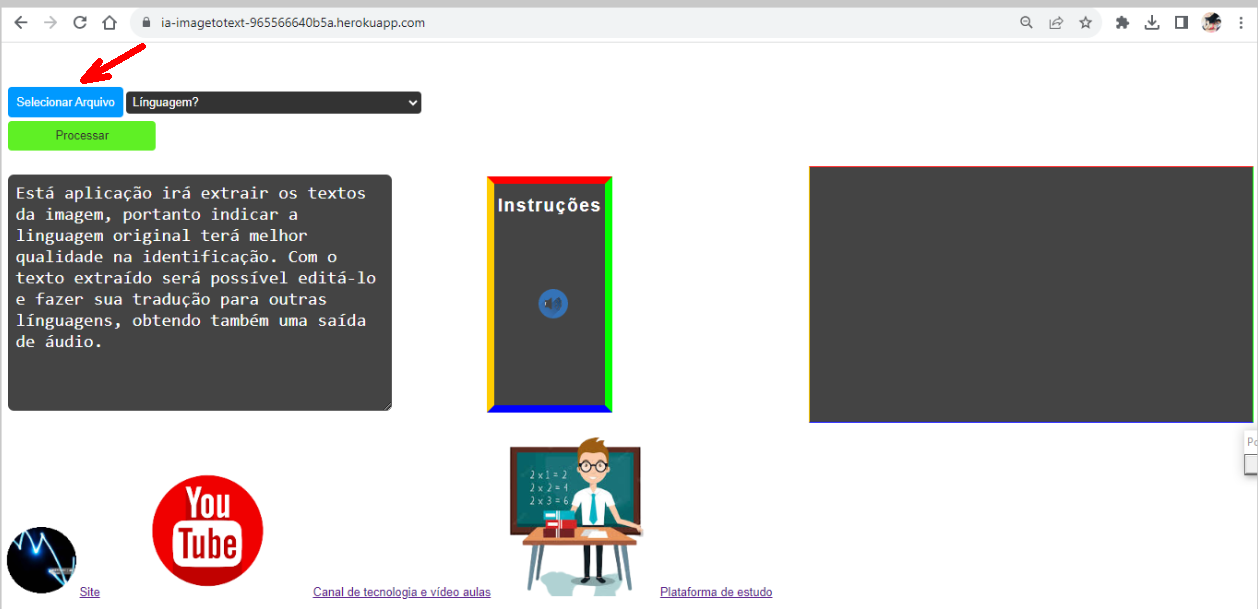 ia-imagetotext-965566640b5a.herokuapp.com
Selecionar Arquivo
Línguagem?
Processar
Está aplicação irá extrair os textos
da imagem, portanto indicar a
linguagem original terá melhor
qualidade na identificação. Com o
texto extraído será possível editá-lo
e fazer sua tradução para outras
línguagens, obtendo também uma saída
de áudio.
Instruções
You
Tube
2 x 1 = 2
2 x 2 = 4
2 x 3 = 6
Site
Canal de tecnologia e vídeo aulas
Plataforma de estudo